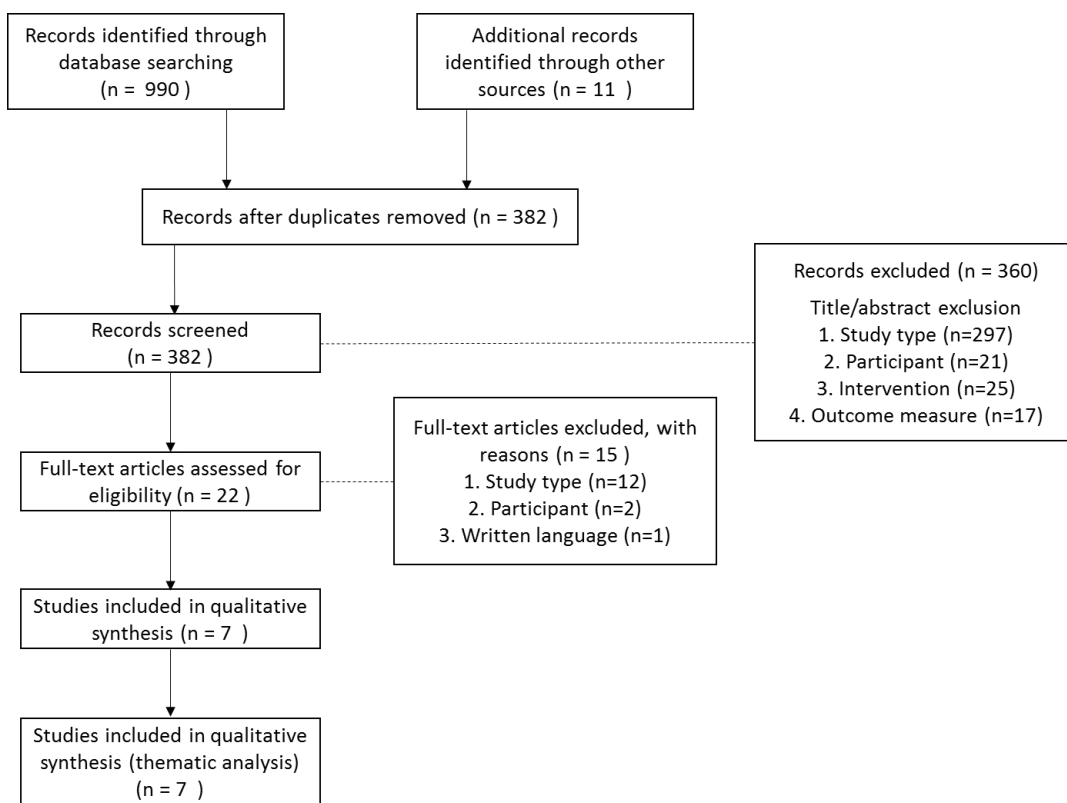 Records identified through
database searching
(n =  990 )
Additional records
identified through other
sources (n = 11  )
Records after duplicates removed (n = 382 )
Records excluded (n = 360)
Title/abstract exclusion
1. Study type (n=297)
2. Participant (n=21)
3. Intervention (n=25)
4. Outcome measure (n=17)
Records screened
(n = 382 )
Full-text articles excluded, with
reasons (n = 15 )
1. Study type (n=12)
2. Participant (n=2)
3. Written language (n=1)
Full-text articles assessed for
eligibility (n = 22 )
Studies included in qualitative
synthesis (n = 7  )
Studies included in qualitative
synthesis (thematic analysis)
(n = 7  )